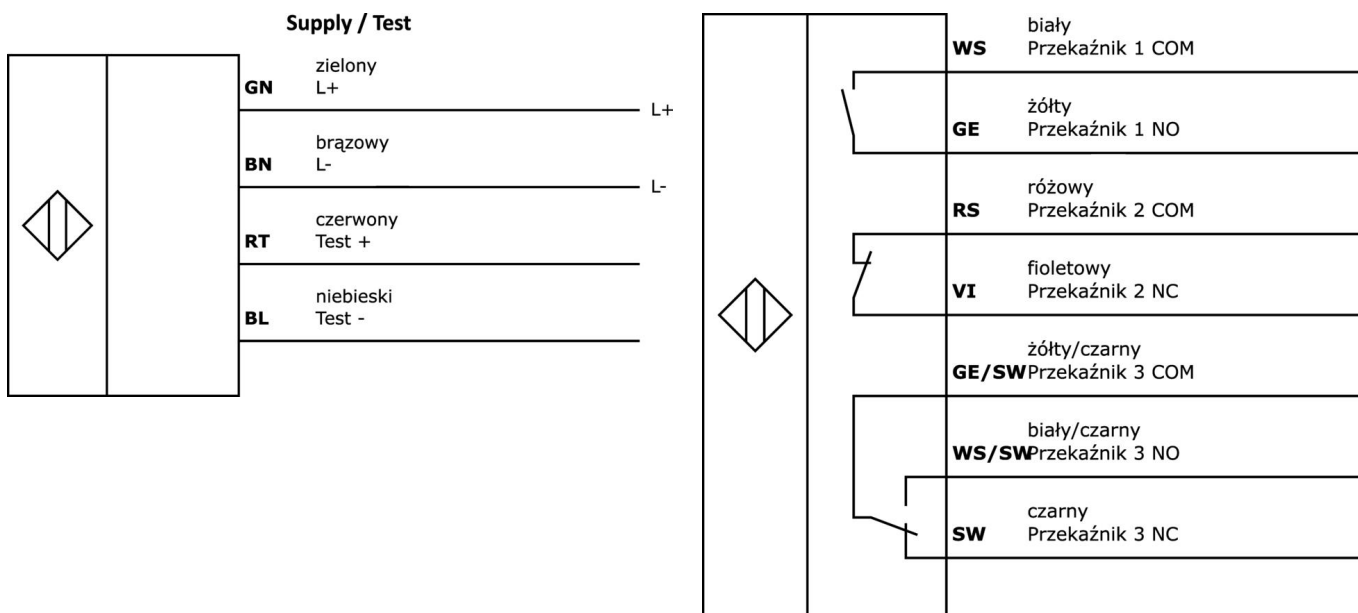 Supply / Test
zielony
GN L+
L+
brązowy
BN L-
L-
czerwony
RT Test +
niebieski
BL Test -
biały
WS Przekaźnik 1 COM
żółty
GE Przekaźnik 1 NO
różowy
RS Przekaźnik 2 COM
fioletowy
VI Przekaźnik 2 NC
żółty/czarny
GE/SW Przekaźnik 3 COM
biały/czarny
WS/SW Przekaźnik 3 NO
czarny
SW Przekaźnik 3 NC